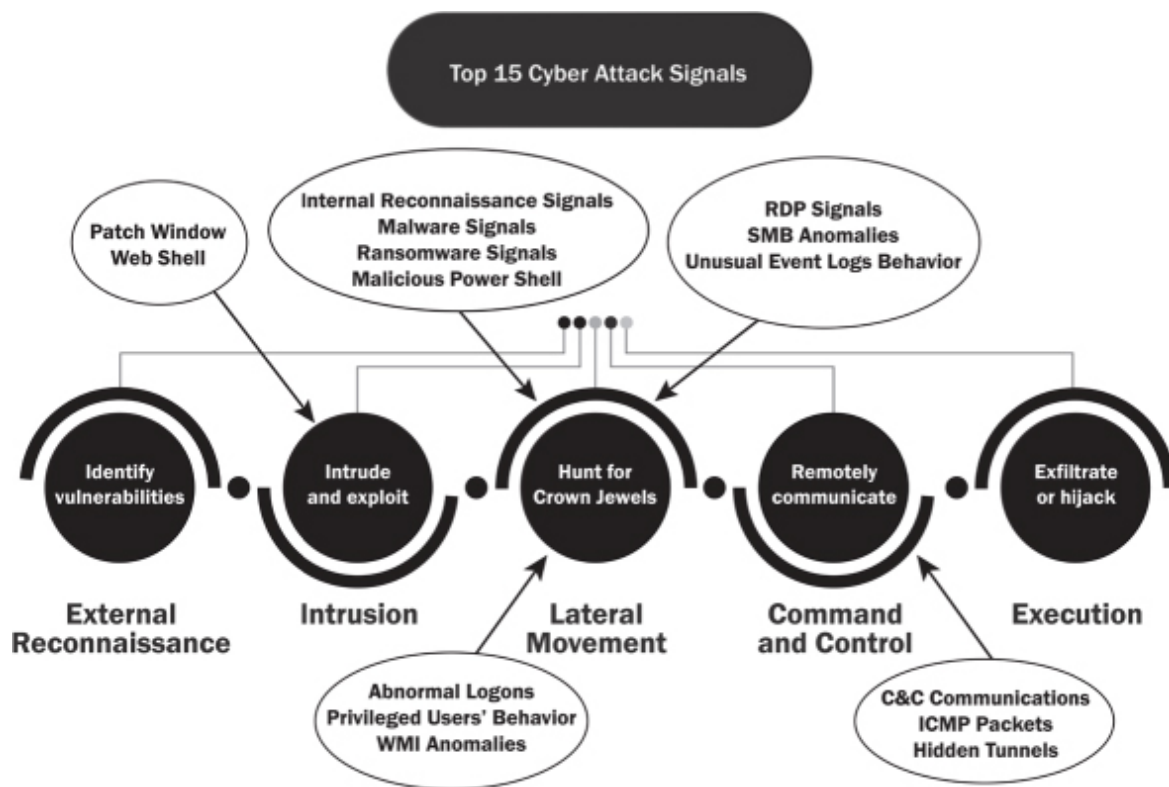 Top 15 Cyber Attack Signals
Patch Window
Web Shell
Internal Reconnaissance Signals
Malware Signals
Ransomware Signals
Malicious Power Shell
RDP Signals
SMB Anomalies
Unusual Event Logs Behavior
Identify
vulnerabilities
Intrude
and exploit
Hunt for
Crown Jewels
Remotely
communicate
Exfiltrate
or hijack
External
Reconnaissance
Intrusion
Lateral
Movement
Command
and Control
Execution
Abnormal Logons
Privileged Users' Behavior
WMI Anomalies
C&C Communications
ICMP Packets
Hidden Tunnels